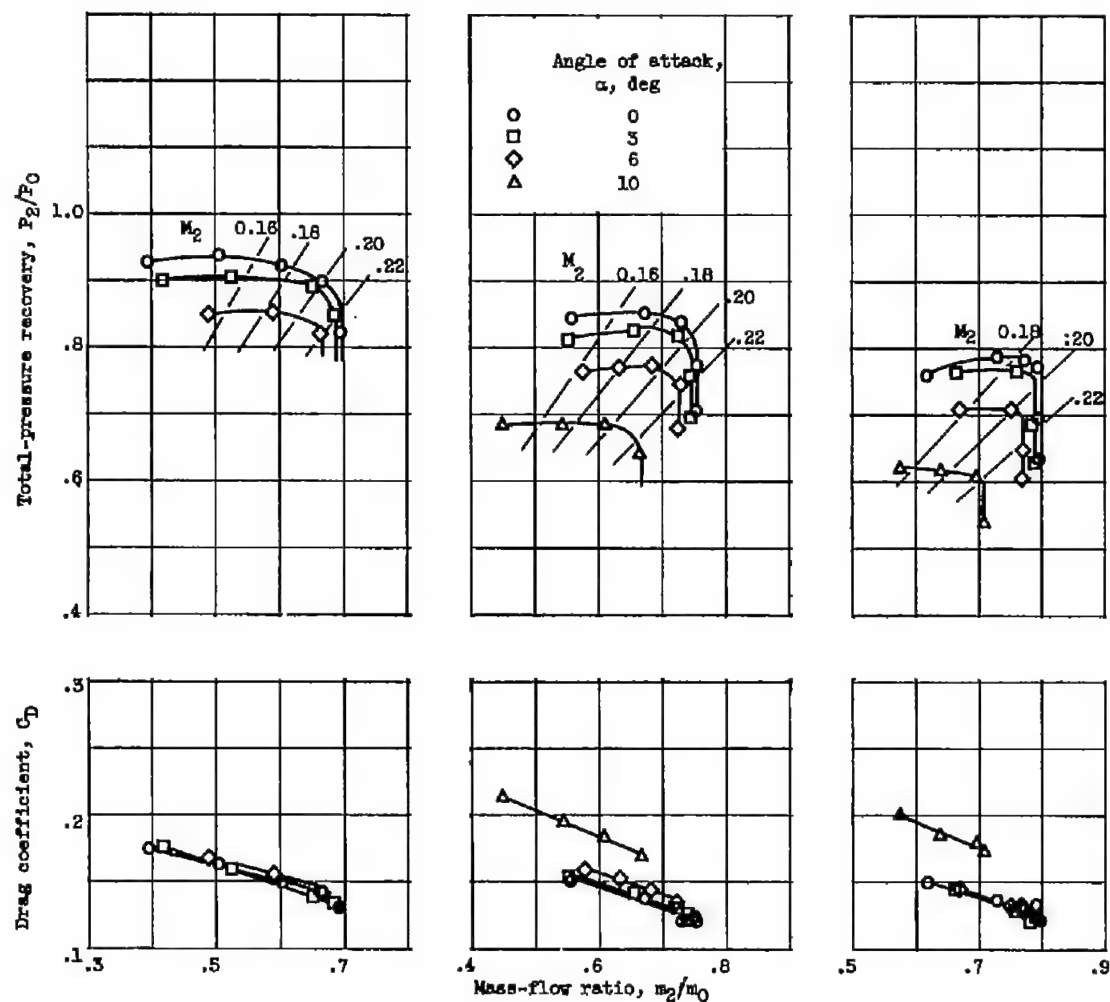 Angle of attack,
α, deg
0
3
6
10
Total-pressure recovery, P2/P0
1.0
.8
.6
.4
M2 0.16 .18 .20 .22
M2 0.16 .18 .20 .22
M2 0.18 .20 .22
Drag coefficient, CD
.3
.2
.1
.3 .5 .7
.4 .6 .8
.5 .7 .9
Mass-flow ratio, m2/m0